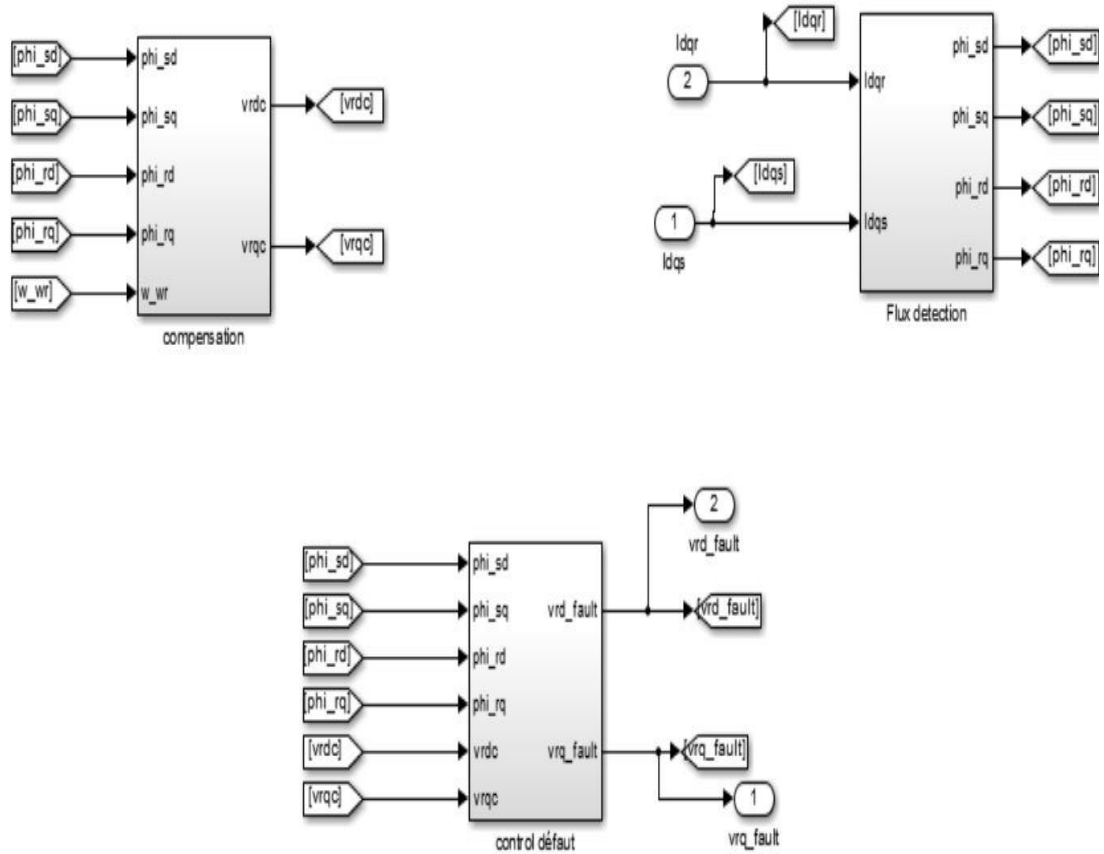 [phi_sd]
phi_sd
[phi_sq]
phi_sq
[phi_rd]
phi_rd
[phi_rq]
phi_rq
[w_wr]
w_wr
vrdc
[vrdc]
vrqc
[vrqc]
compensation
Idqr
2
[Idqr]
Idqr
[Idqs]
1
Idqs
Idqs
phi_sd
[phi_sd]
phi_sq
[phi_sq]
phi_rd
[phi_rd]
phi_rq
[phi_rq]
Flux detection
[phi_sd]
phi_sd
[phi_sq]
phi_sq
[phi_rd]
phi_rd
[phi_rq]
phi_rq
[vrdc]
vrdc
[vrqc]
vrqc
2
vrd_fault
vrd_fault
[vrd_fault]
vrq_fault
[vrq_fault]
1
vrq_fault
control défaut